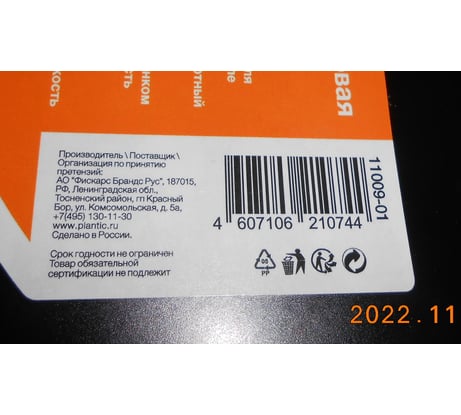 Производитель \ Поставщик \
Организация по принятию
претензий:
АО "Фискарс Брандс Рус", 187015,
РФ, Ленинградская обл.,
Тосненский район, гп Красный
Бор, ул. Комсомольская, д. 5а,
+7(495) 130-11-30
www.plantic.ru
Сделано в России.
Срок годности не ограничен
Товар обязательной
сертификации не подлежит
4 607106 210744
11009-01
05
PP
2022.11